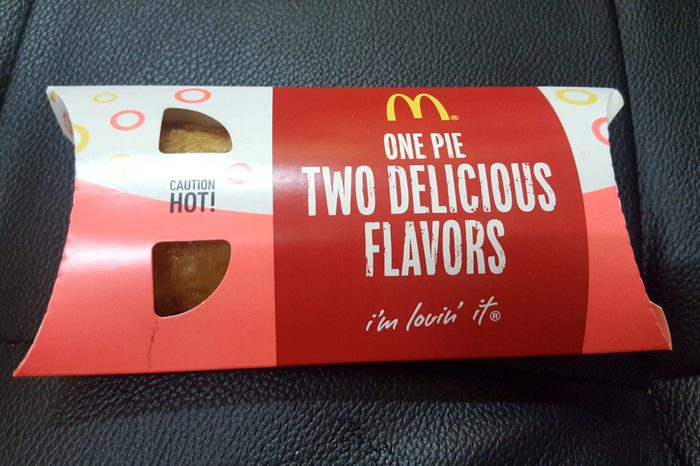 CAUTION
HOT!
M®
ONE PIE
TWO DELICIOUS
FLAVORS
i'm lovin' it®